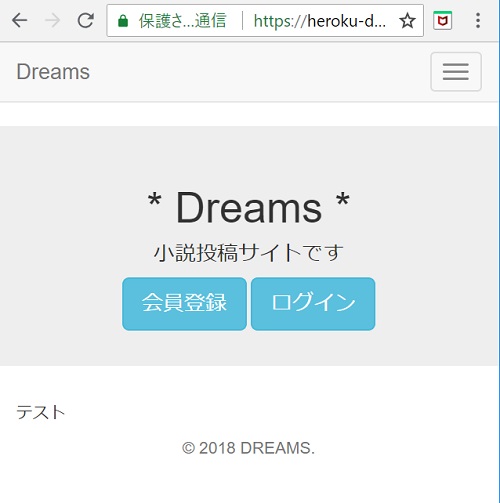 保護さ...通信 https://heroku-d...
Dreams
* Dreams *
小説投稿サイトです
会員登録 ログイン
テスト
© 2018 DREAMS.